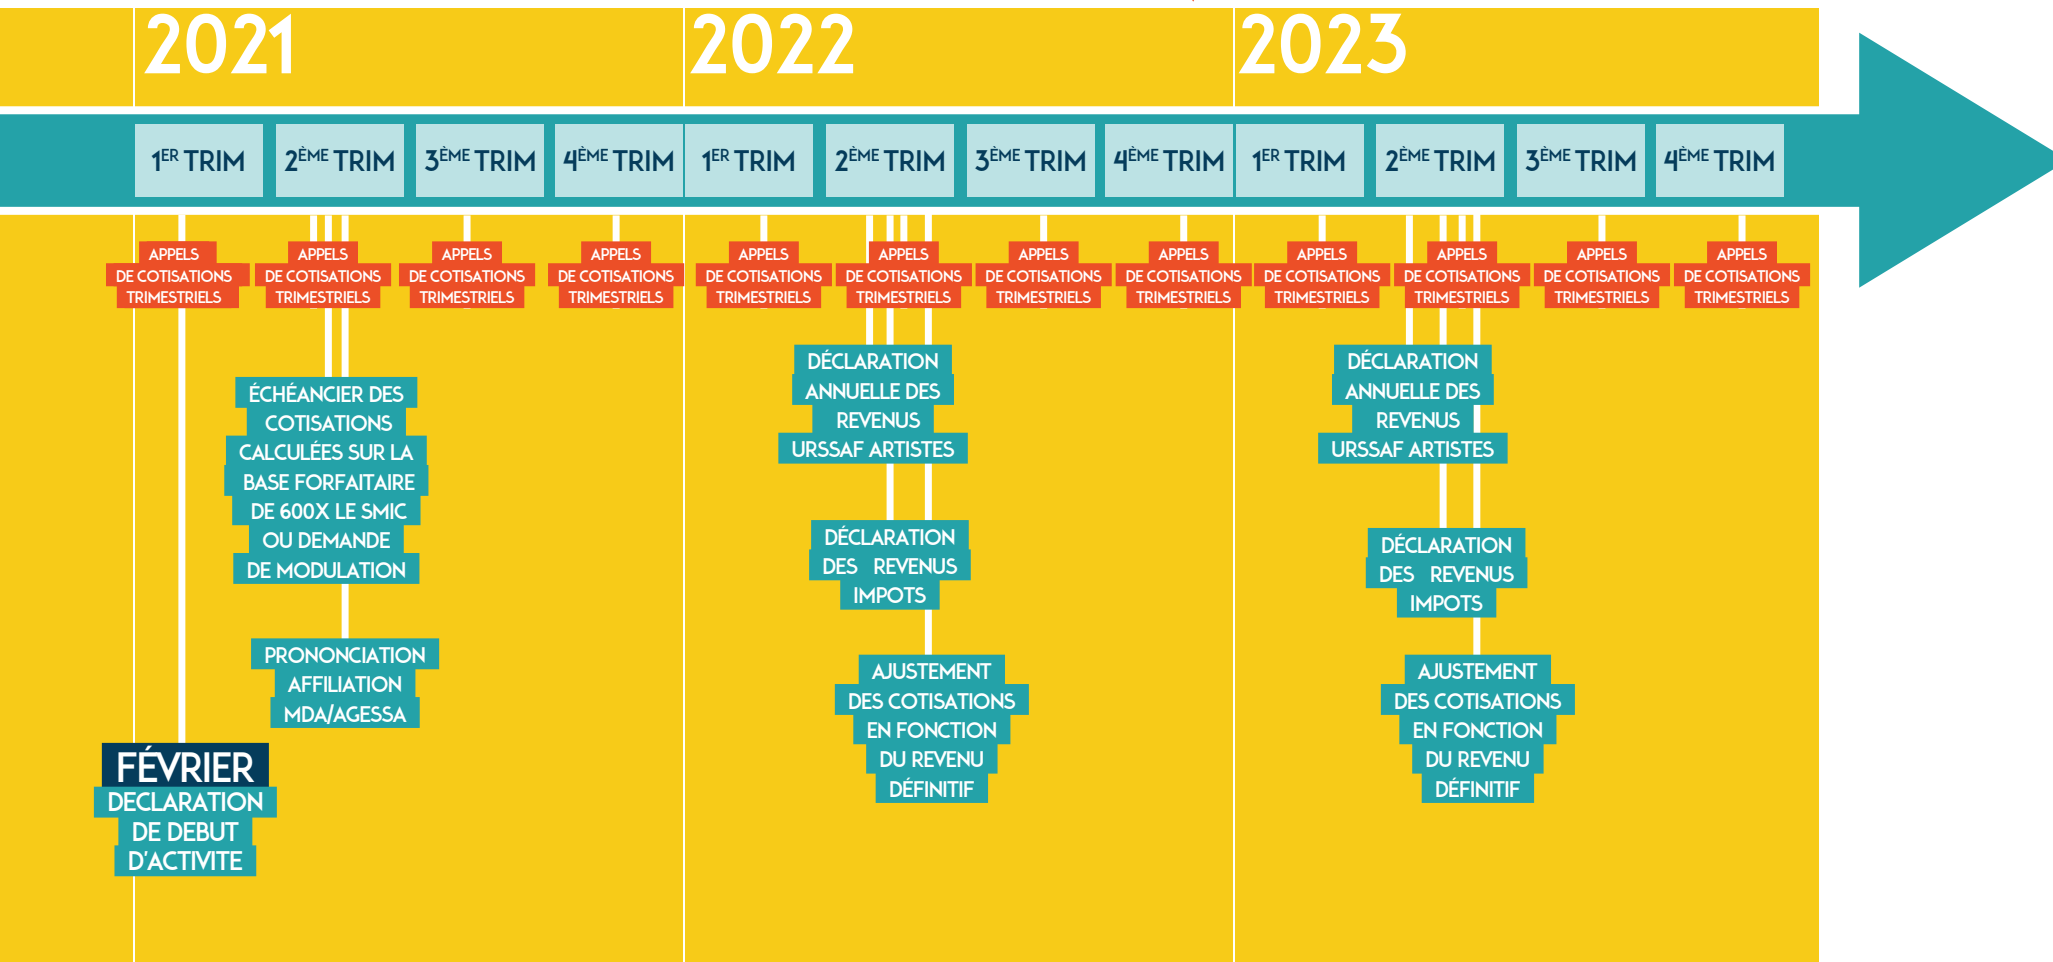 2021
2022
2023
1ER TRIM
2ÈME TRIM
3ÈME TRIM
4ÈME TRIM
1ER TRIM
2ÈME TRIM
3ÈME TRIM
4ÈME TRIM
1ER TRIM
2ÈME TRIM
3ÈME TRIM
4ÈME TRIM
APPELS
DE COTISATIONS
TRIMESTRIELS
APPELS
DE COTISATIONS
TRIMESTRIELS
APPELS
DE COTISATIONS
TRIMESTRIELS
APPELS
DE COTISATIONS
TRIMESTRIELS
APPELS
DE COTISATIONS
TRIMESTRIELS
APPELS
DE COTISATIONS
TRIMESTRIELS
APPELS
DE COTISATIONS
TRIMESTRIELS
APPELS
DE COTISATIONS
TRIMESTRIELS
APPELS
DE COTISATIONS
TRIMESTRIELS
APPELS
DE COTISATIONS
TRIMESTRIELS
APPELS
DE COTISATIONS
TRIMESTRIELS
APPELS
DE COTISATIONS
TRIMESTRIELS
ÉCHÉANCIER DES
COTISATIONS
CALCULÉES SUR LA
BASE FORFAITAIRE
DE 600X LE SMIC
OU DEMANDE
DE MODULATION
PRONONCIATION
AFFILIATION
MDA/AGESSA
FÉVRIER
DECLARATION
DE DEBUT
D'ACTIVITE
DÉCLARATION
ANNUELLE DES
REVENUS
URSSAF ARTISTES
DÉCLARATION
DES REVENUS
IMPOTS
AJUSTEMENT
DES COTISATIONS
EN FONCTION
DU REVENU
DÉFINITIF
DÉCLARATION
ANNUELLE DES
REVENUS
URSSAF ARTISTES
DÉCLARATION
DES REVENUS
IMPOTS
AJUSTEMENT
DES COTISATIONS
EN FONCTION
DU REVENU
DÉFINITIF